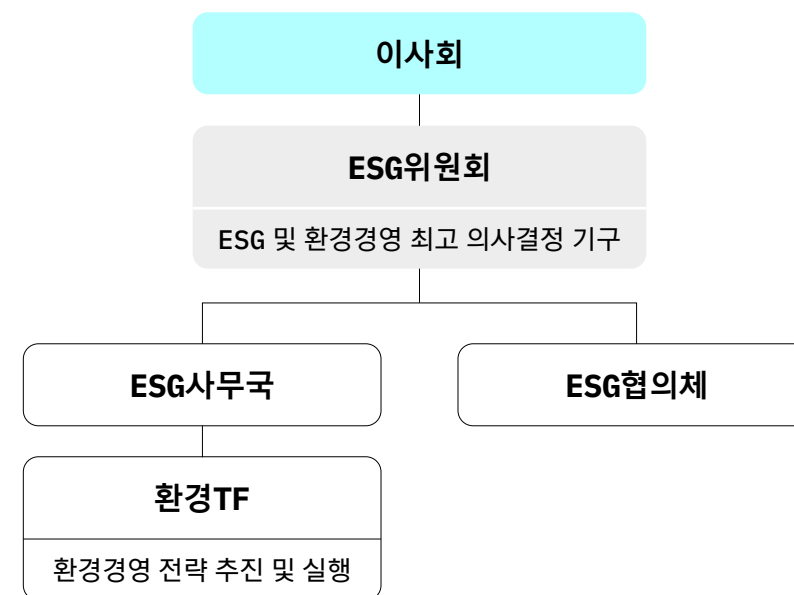 이사회
ESG위원회
ESG 및 환경경영 최고 의사결정 기구
ESG사무국
ESG협의체
환경TF
환경경영 전략 추진 및 실행